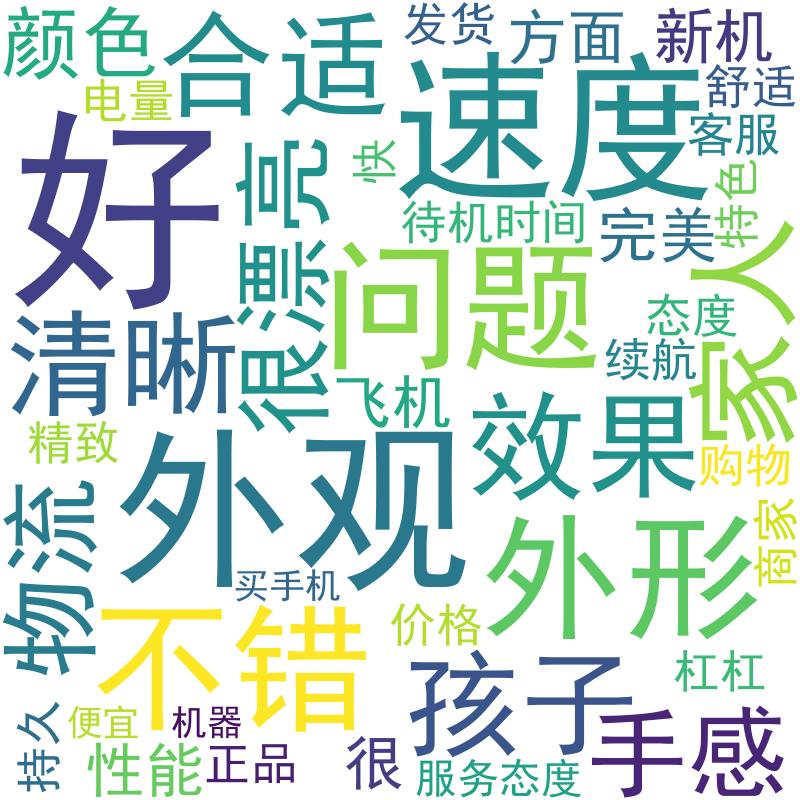 颜色
合适
发货
方面
新机
电量
速度
舒适
好
很漂亮
快
客服
待机时间
完美
特色
问题
家人
清晰
态度
续航
飞机
效果
精致
外观
购物
物流
外形
商家
买手机
不错
价格
孩子
杠杠
持久
便宜
机器
手感
性能
正品
很
服务态度